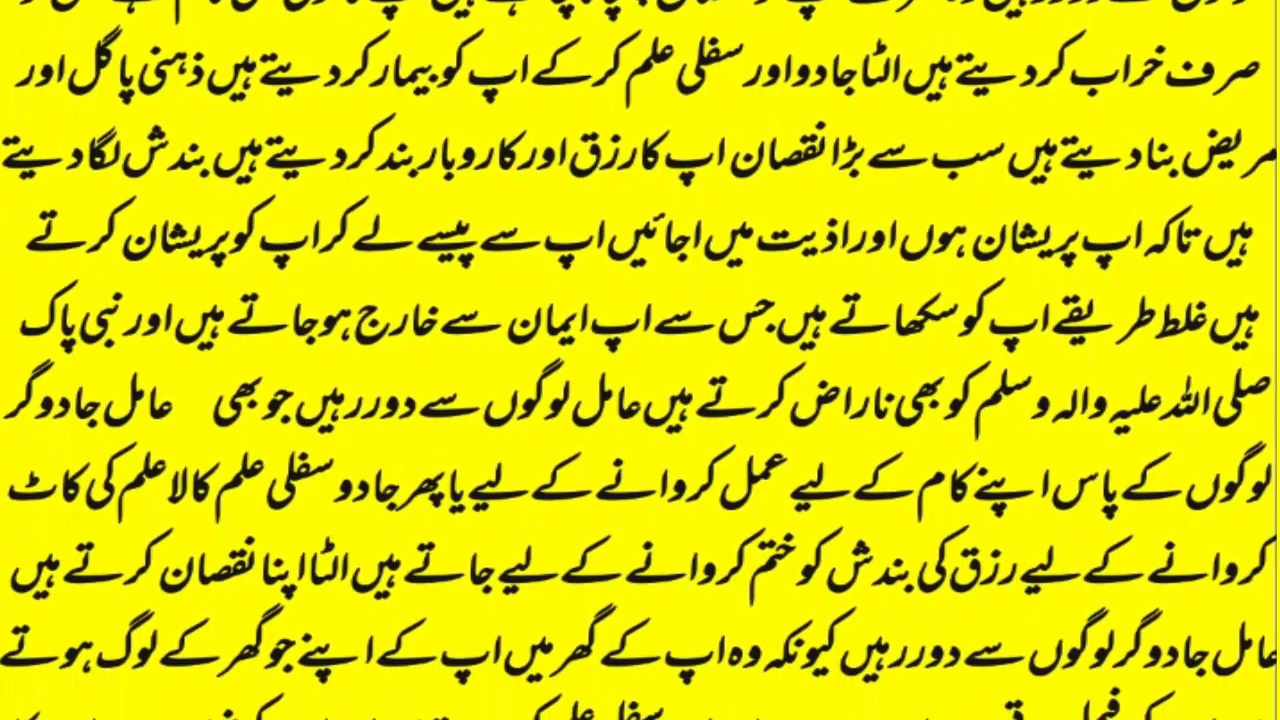 صرف خراب کر دیتے ہیں الٹا جادو اور سفلی علم کر کے اپ کو بیمار کر دیتے ہیں ذہنی پاگل اور
مریض بنا دیتے ہیں سب سے بڑا نقصان اپ کا رزق اور کاروبار بند کر دیتے ہیں بندش لگا دیتے
ہیں تاکہ اپ پریشان ہوں اور اذیت میں اجائیں اپ سے پیسے لے کر اپ کو پریشان کرتے
ہیں غلط طریقے اپ کو سکھاتے ہیں جس سے اپ ایمان سے خارج ہو جاتے ہیں اور نبی پاک
صلی اللہ علیہ والہ وسلم کو بھی ناراض کرتے ہیں عامل لوگوں سے دور رہیں جو بھی عامل جادوگر
لوگوں کے پاس اپنے کام کے لیے عمل کروانے کے لیے یا پھر جادو سفلی علم کالا علم کی کاٹ
کروانے کے لیے رزق کی بندش کو ختم کروانے کے لیے جاتے ہیں الٹا اپنا نقصان کرتے ہیں
عامل جادوگر لوگوں سے دور رہیں کیونکہ وہ اپ کے گھر میں اپ کے اپنے جو گھر کے لوگ ہوتے